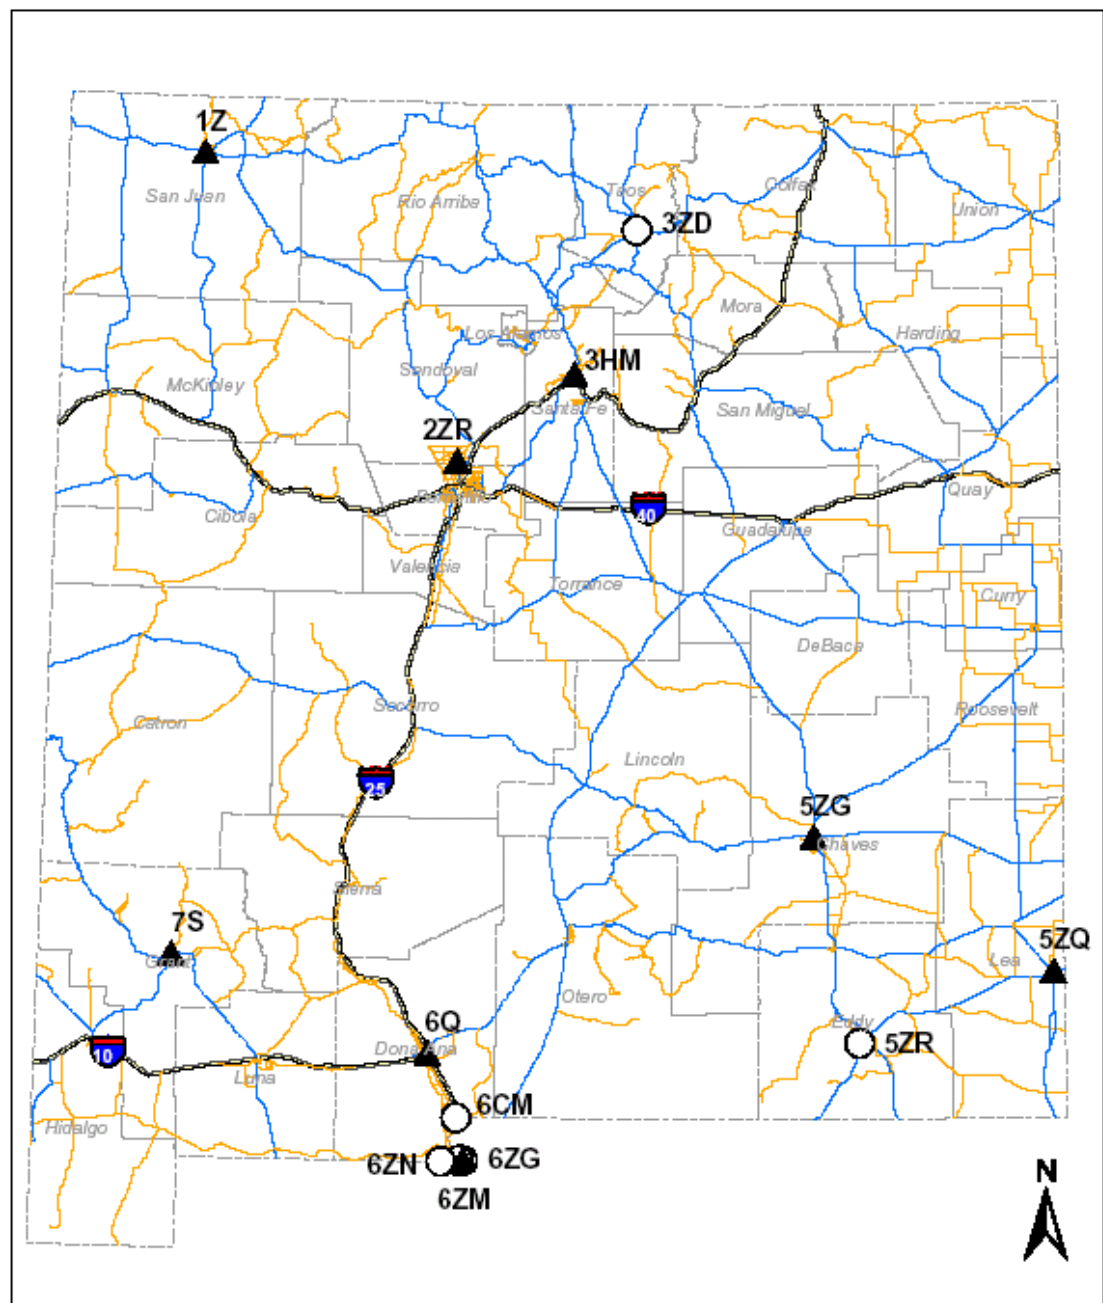 1Z
San Juan
Rio Arriba
Taos
Colfax
Union
3ZD
Mora
Los Alamos
Harding
Sandoval
3HM
McKinley
Santa Fe
San Miguel
2ZR
Quay
Bernalillo
Cibola
40
Guadalupe
Valencia
Torrance
Curry
DeBaca
Socorro
Roosevelt
Catron
Lincoln
25
5ZG
Chaves
Sierra
7S
5ZQ
Grant
Lea
Otero
6Q
Eddy
5ZR
Dona Ana
10
Luna
6CM
Hidalgo
6ZN
6ZG
6ZM
N